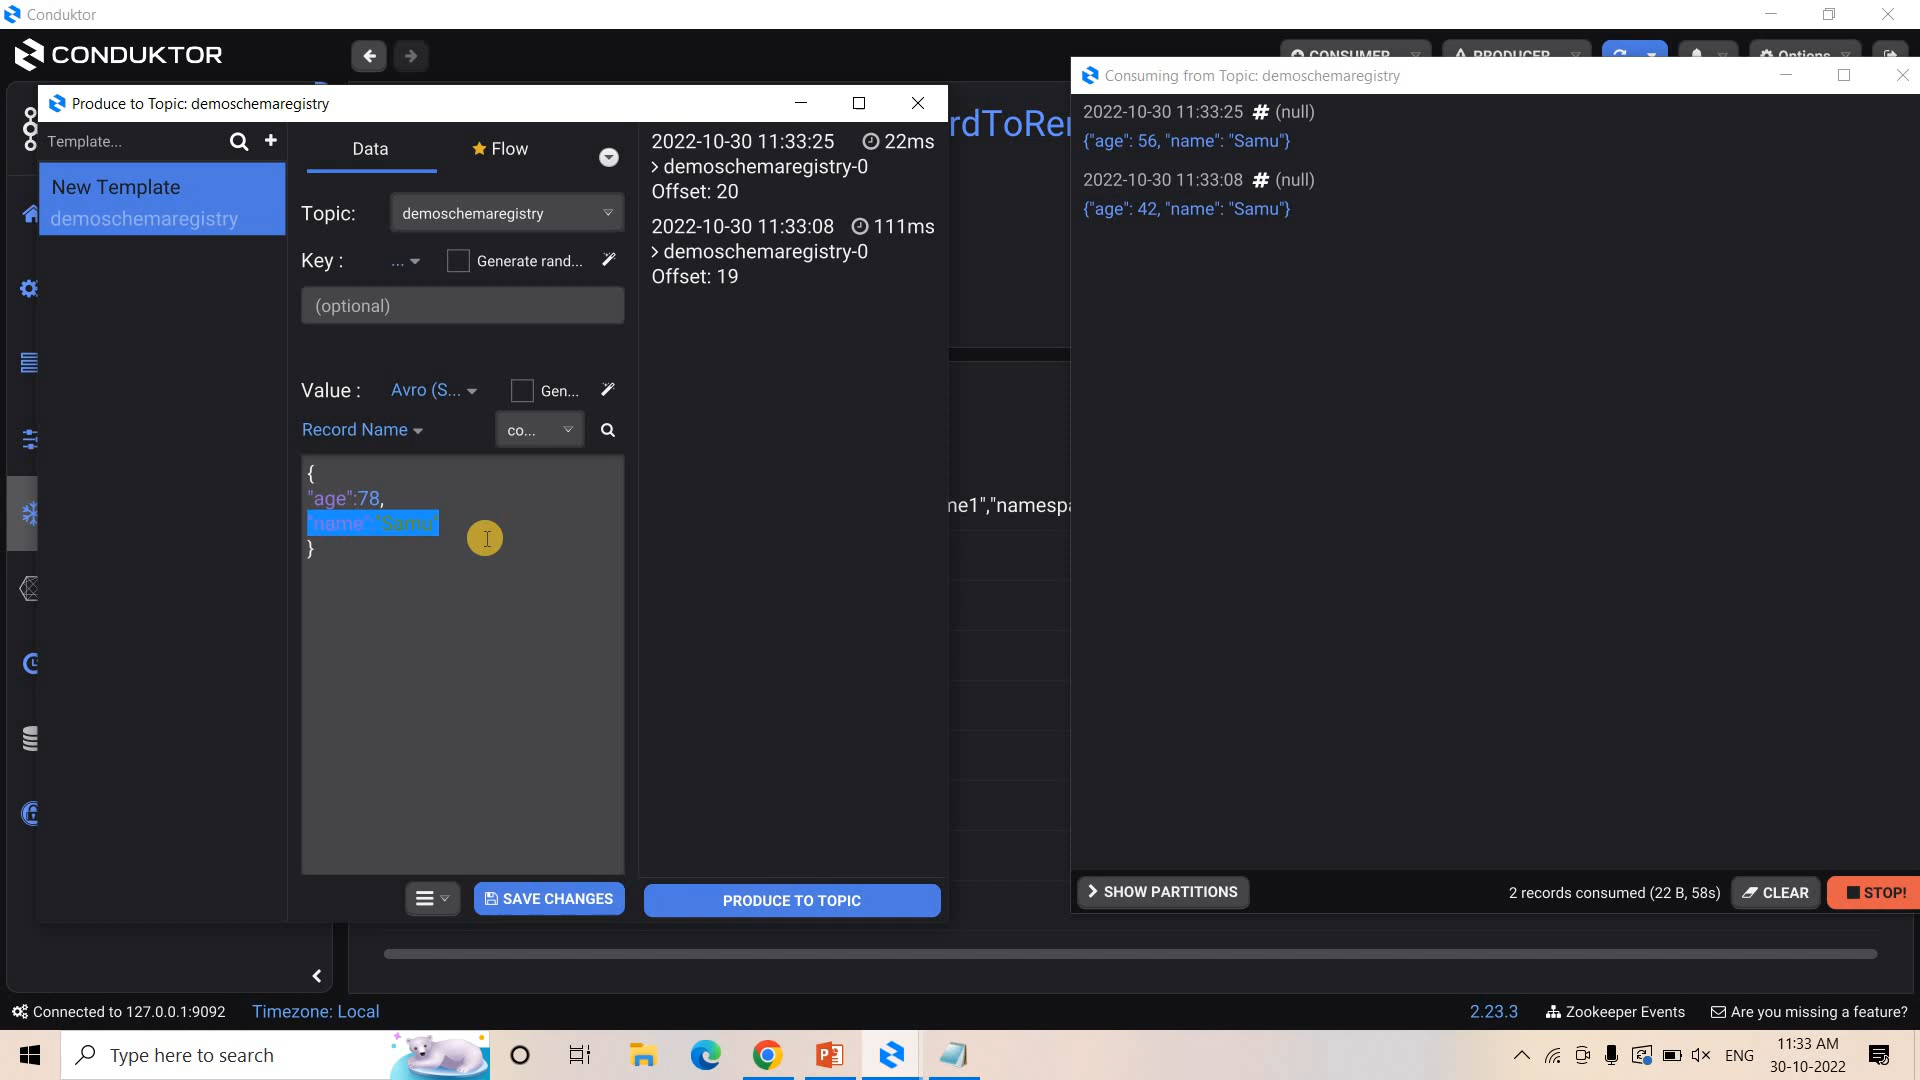 Conduktor
CONDUKTOR
CONSUMER
PRODUCER
Options
Produce to Topic: demoschemaregistry
Template...
New Template
demoschemaregistry
Data
Flow
Topic:
demoschemaregistry
Key :
...
Generate rand...
(optional)
Value :
Avro (S...
Gen...
Record Name
co...
{
"age":78,
"name":"Samu"
}
SAVE CHANGES
2022-10-30 11:33:25 22ms
> demoschemaregistry-0
Offset: 20
2022-10-30 11:33:08 111ms
> demoschemaregistry-0
Offset: 19
PRODUCE TO TOPIC
rdToRe
me1","namespa
Consuming from Topic: demoschemaregistry
2022-10-30 11:33:25 # (null)
{"age": 56, "name": "Samu"}
2022-10-30 11:33:08 # (null)
{"age": 42, "name": "Samu"}
SHOW PARTITIONS
2 records consumed (22 B, 58s)
CLEAR
STOP!
Connected to 127.0.0.1:9092
Timezone: Local
2.23.3
Zookeeper Events
Are you missing a feature?
Type here to search
ENG
11:33 AM
30-10-2022